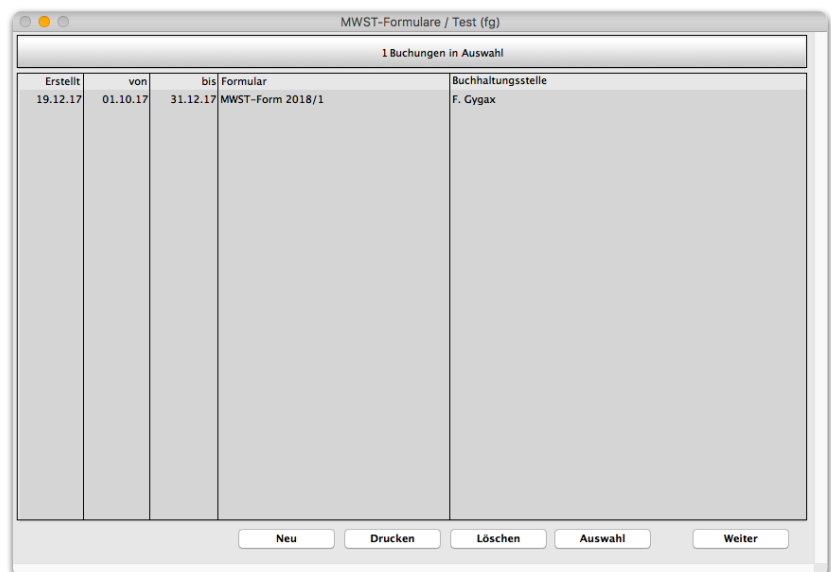 MWST-Formulare / Test (fg)
1 Buchungen in Auswahl
Erstellt von bis Formular Buchhaltungsstelle
19.12.17 01.10.17 31.12.17 MWST-Form 2018/1 F. Gygax
Neu Drucken Löschen Auswahl Weiter